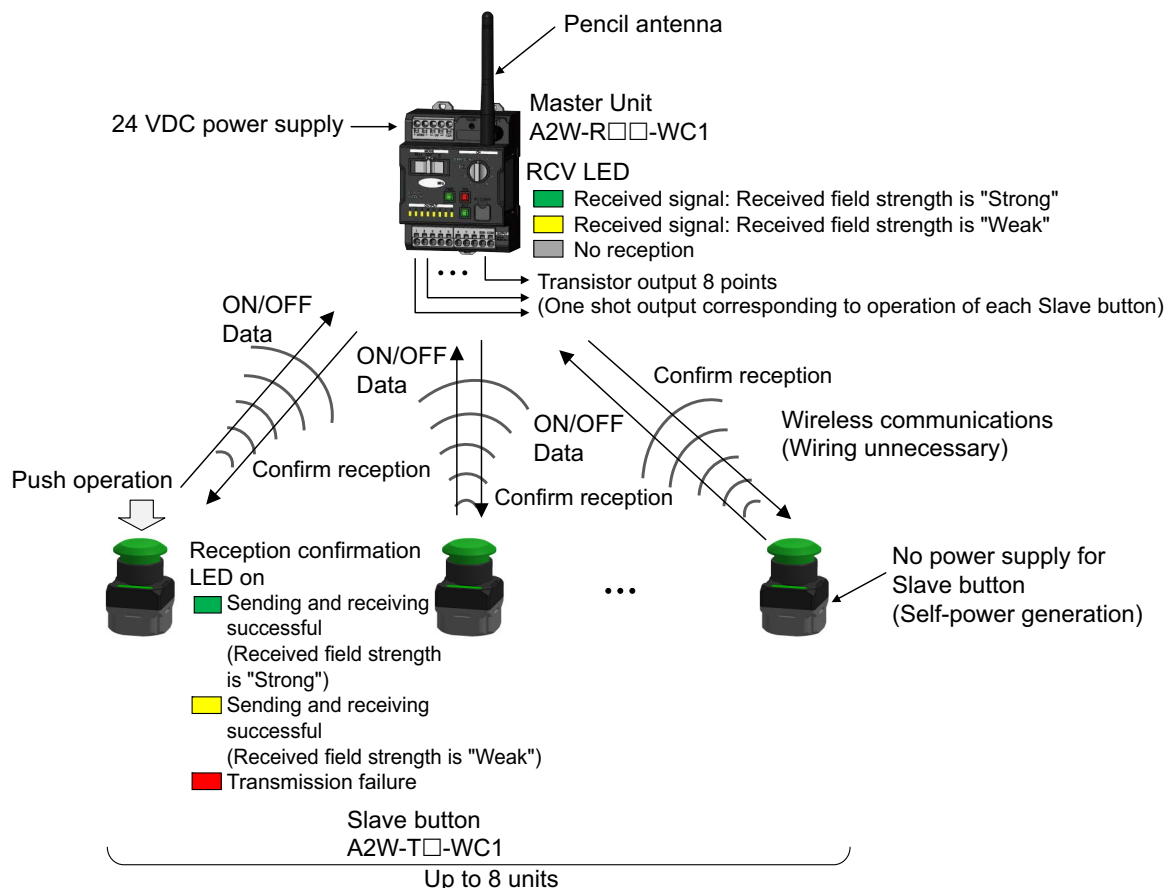 Pencil antenna
24 VDC power supply
Master Unit
A2W-R□□-WC1
RCV LED
Received signal: Received field strength is "Strong"
Received signal: Received field strength is "Weak"
No reception
Transistor output 8 points
(One shot output corresponding to operation of each Slave button)
ON/OFF
Data
ON/OFF
Data
Confirm reception
ON/OFF
Data
Wireless communications
(Wiring unnecessary)
Confirm reception
Push operation
Confirm reception
Reception confirmation
LED on
Sending and receiving
successful
(Received field strength
is "Strong")
Sending and receiving
successful
(Received field strength is "Weak")
Transmission failure
...
No power supply for
Slave button
(Self-power generation)
Slave button
A2W-T□-WC1
Up to 8 units